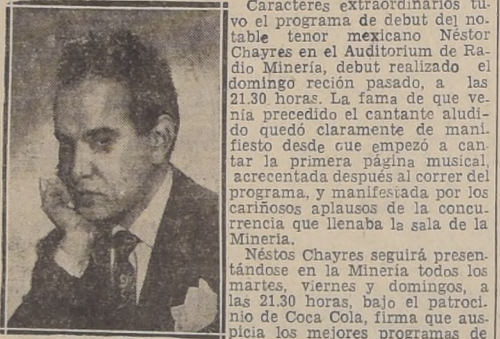 Caracteres extraordinarios tu-
vo el programa de debut del no-
table tenor mexicano Néstor
Chayres en el Auditorium de Ra
dio Minería, debut realizado el
domingo reción pasado, a las
21.30 horas. La fama de que ve-
nía precedido el cantante aludi-
do quedó claramente de mani-
fiesto desde que empezó a can-
tar la primera página musical,
acrecentada después al correr del
programa, y manifestada por los
cariñosos aplausos de la concu-
rrencia que llenaba la sala de la
Minería.
Néstos Chayres seguirá presen-
tándose en la Minería todos los
martes, viernes y domingos, a
las 21.30 horas, bajo el patroci-
nio de Coca Cola, firma que aus-
picia los mejores programas de